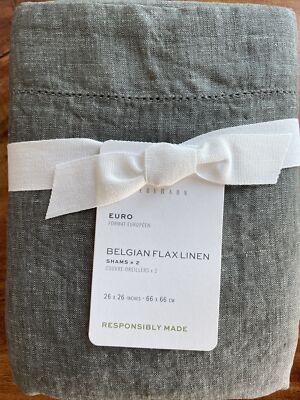 EURO
FORMAT EUROPÉEN
BELGIAN FLAX LINEN
SHAMS × 2
COUVRE-OREILLERS × 2
26 X 26 INCHES · 66 X 66 CM
RESPONSIBLY MADE